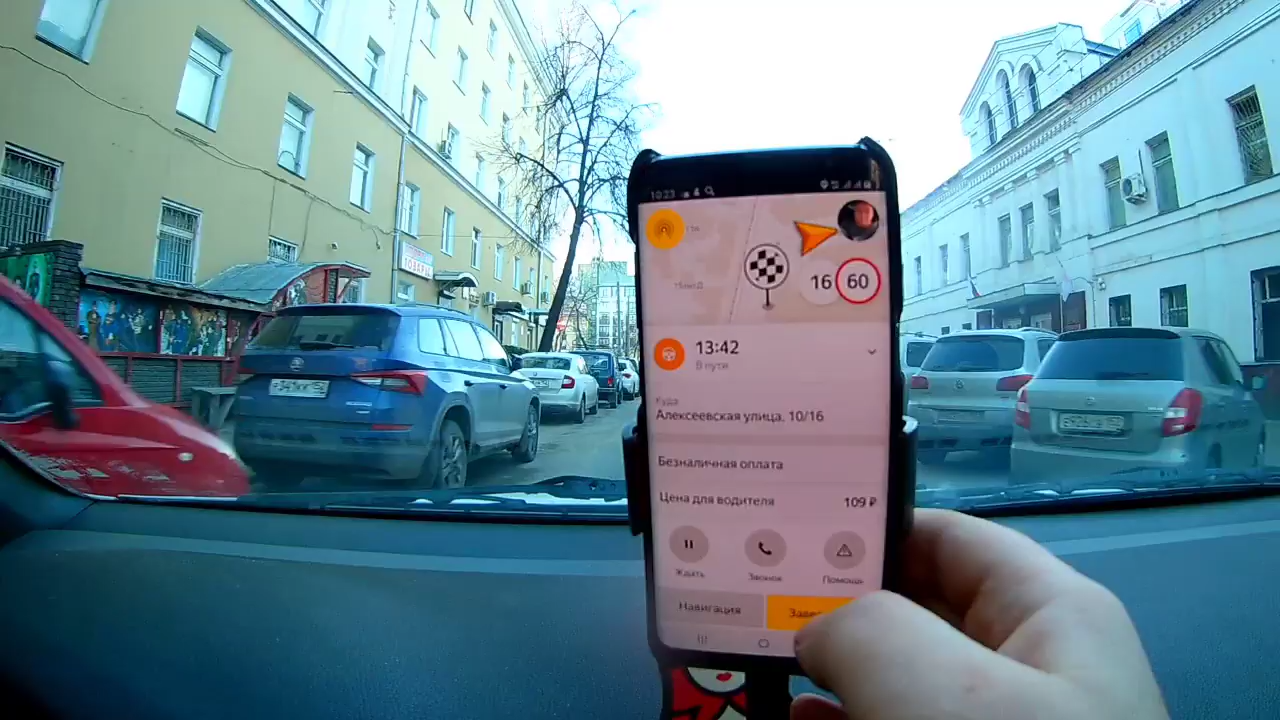 ТОВАРЫ
10:23
16
60
13:42
В пути
Куда
Алексеевская улица, 10/16
Безналичная оплата
Цена для водителя
109 ₽
Ждать
Звонок
Помощь
Навигация